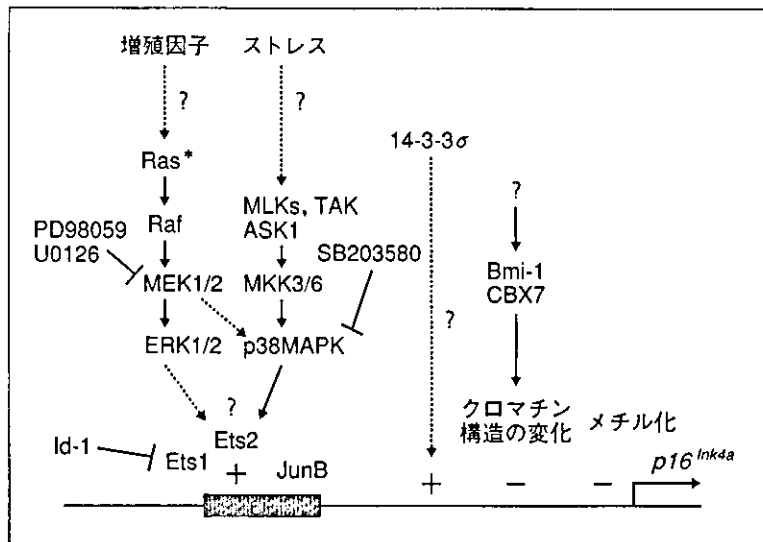 増殖因子 ストレス
? ?
14-3-3σ
Ras*
MLKs, TAK
ASK1
?
PD98059
U0126
Raf
SB203580
MEK1/2 MKK3/6
Bmi-1
CBX7
ERK1/2 p38MAPK
?
?
クロマチン
構造の変化
メチル化
Id-1
Ets2
Ets1 + JunB
+ − −
p16Ink4a